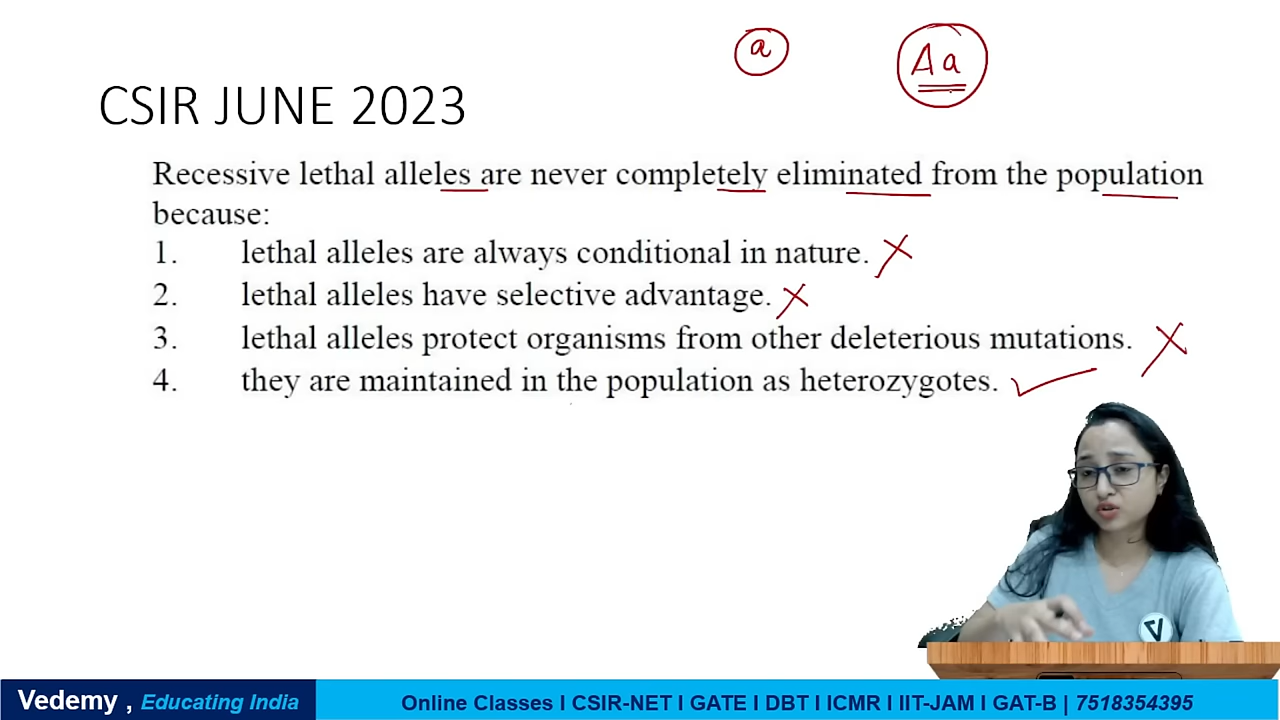 a
Aa
CSIR JUNE 2023
Recessive lethal alleles are never completely eliminated from the population
because:
1. lethal alleles are always conditional in nature.
2. lethal alleles have selective advantage.
3. lethal alleles protect organisms from other deleterious mutations.
4. they are maintained in the population as heterozygotes.
V
Vedemy , Educating India
Online Classes I CSIR-NET I GATE I DBT I ICMR I IIT-JAM I GAT-B | 7518354395